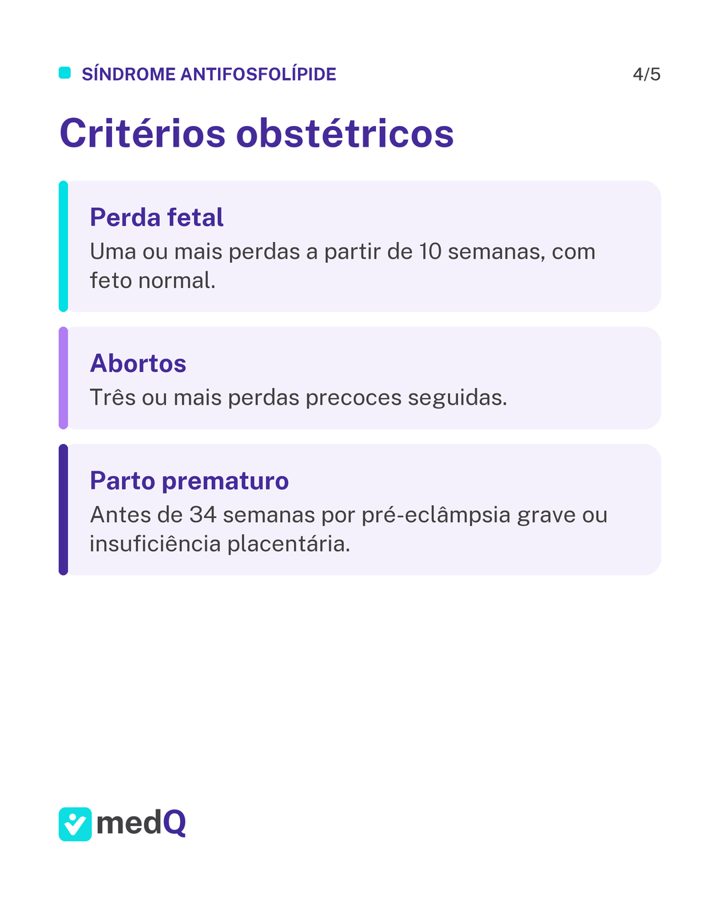 SÍNDROME ANTIFOSFOLÍPIDE
4/5
Critérios obstétricos
Perda fetal
Uma ou mais perdas a partir de 10 semanas, com
feto normal.
Abortos
Três ou mais perdas precoces seguidas.
Parto prematuro
Antes de 34 semanas por pré-eclâmpsia grave ou
insuficiência placentária.
medQ